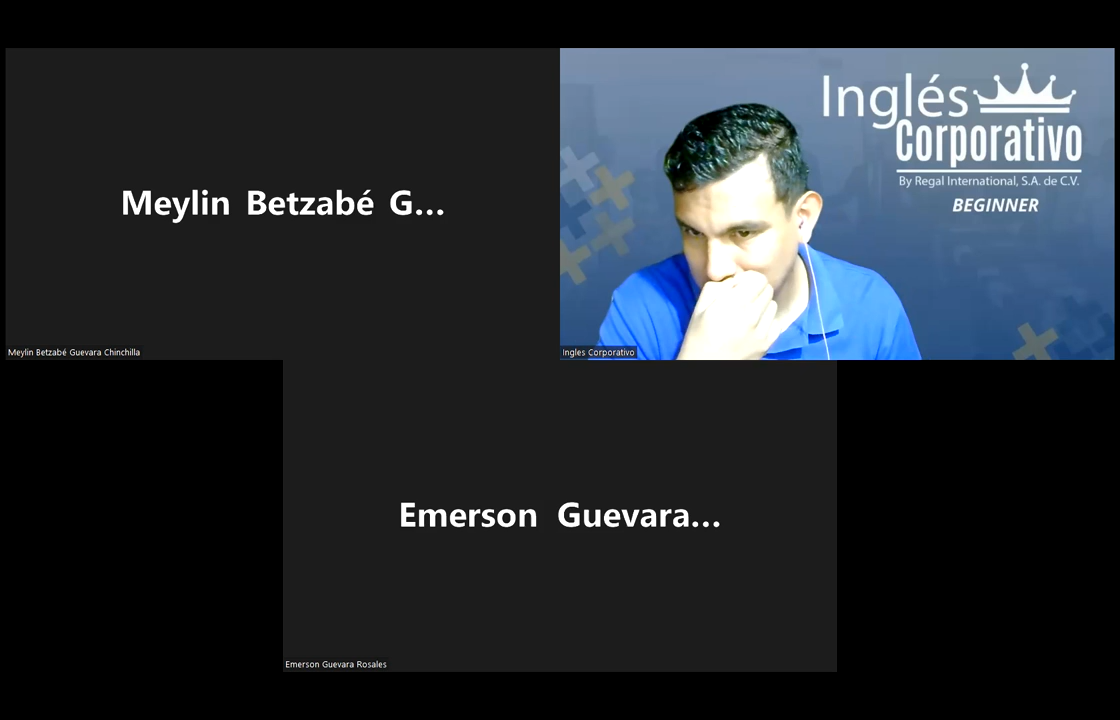 Meylin Betzabé G...
Meylin Betzabé Guevara Chinchilla
Inglés
Corporativo
By Regal International, S.A. de C.V.
BEGINNER
Ingles Corporativo
Emerson Guevara...
Emerson Guevara Rosales